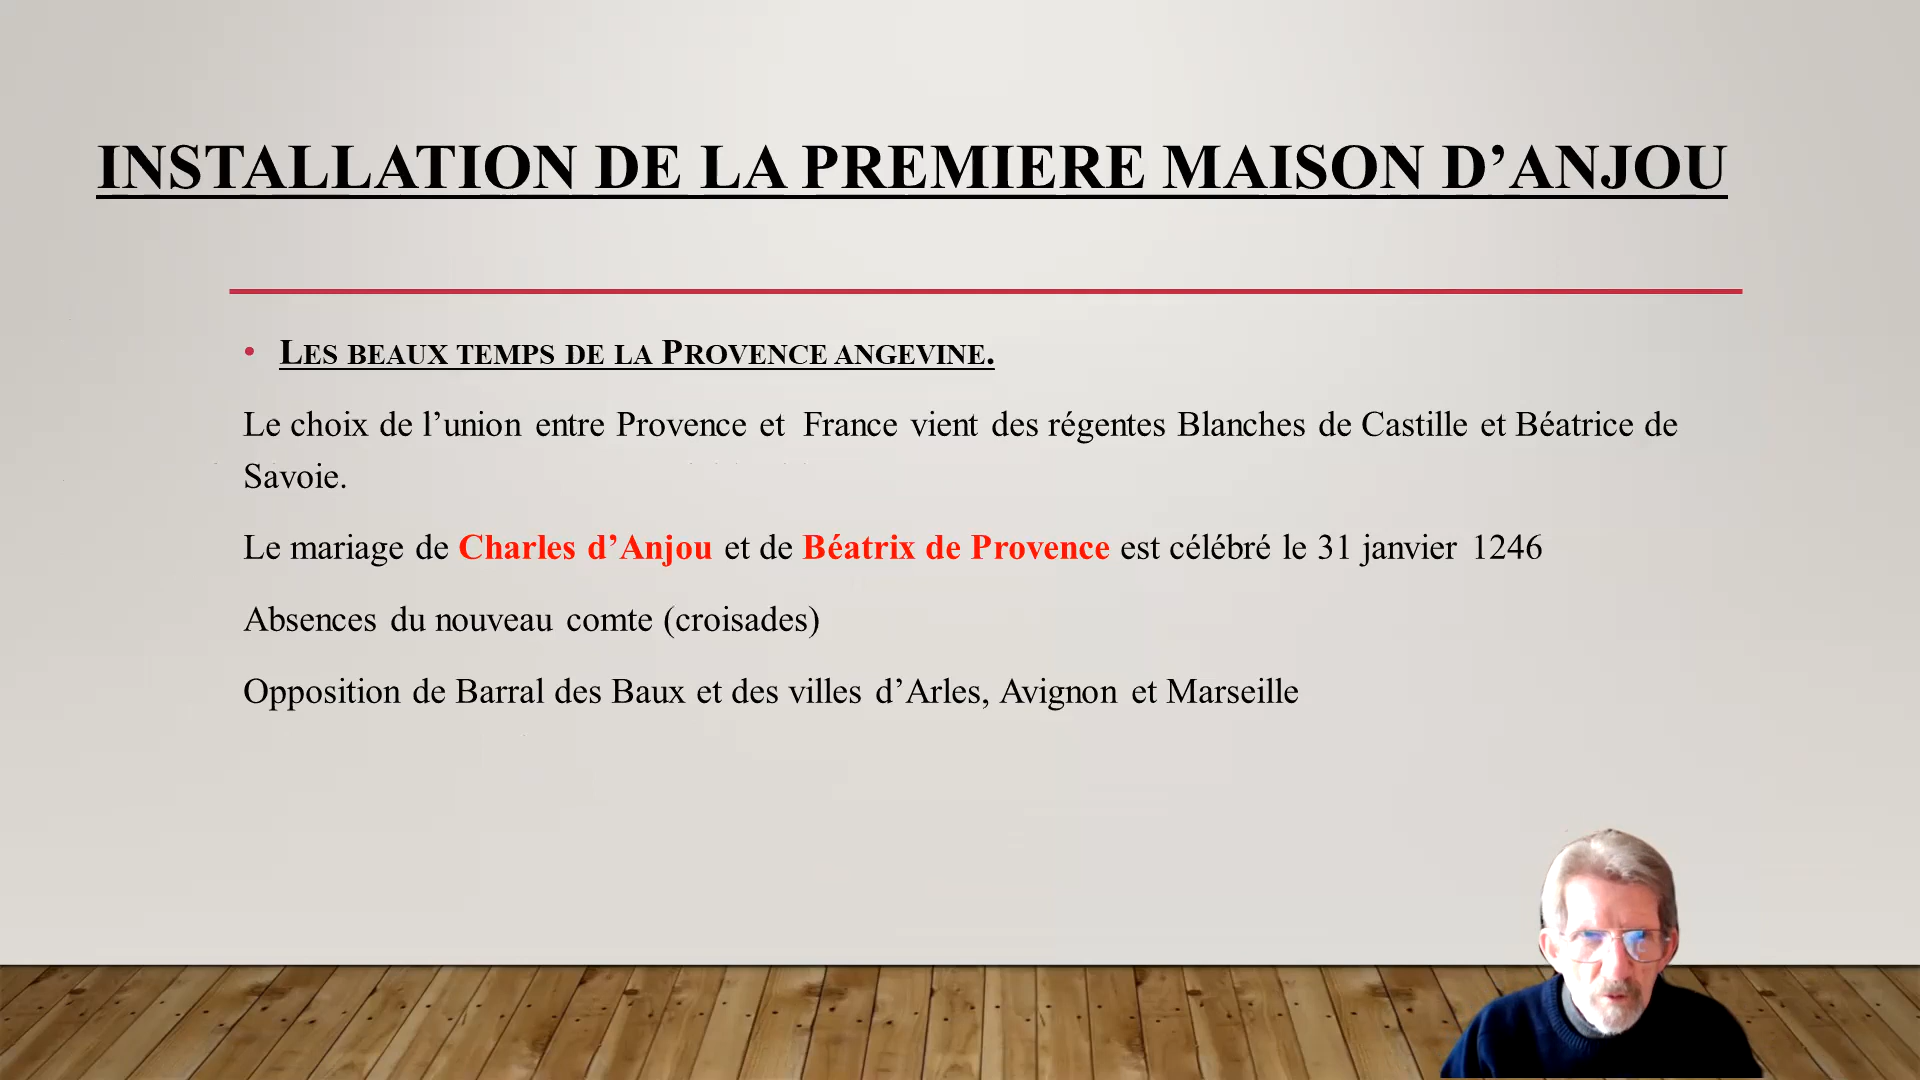 INSTALLATION DE LA PREMIERE MAISON D’ANJOU
• LES BEAUX TEMPS DE LA PROVENCE ANGEVINE.
Le choix de l’union entre Provence et France vient des régentes Blanches de Castille et Béatrice de
Savoie.
Le mariage de Charles d’Anjou et de Béatrix de Provence est célébré le 31 janvier 1246
Absences du nouveau comte (croisades)
Opposition de Barral des Baux et des villes d’Arles, Avignon et Marseille